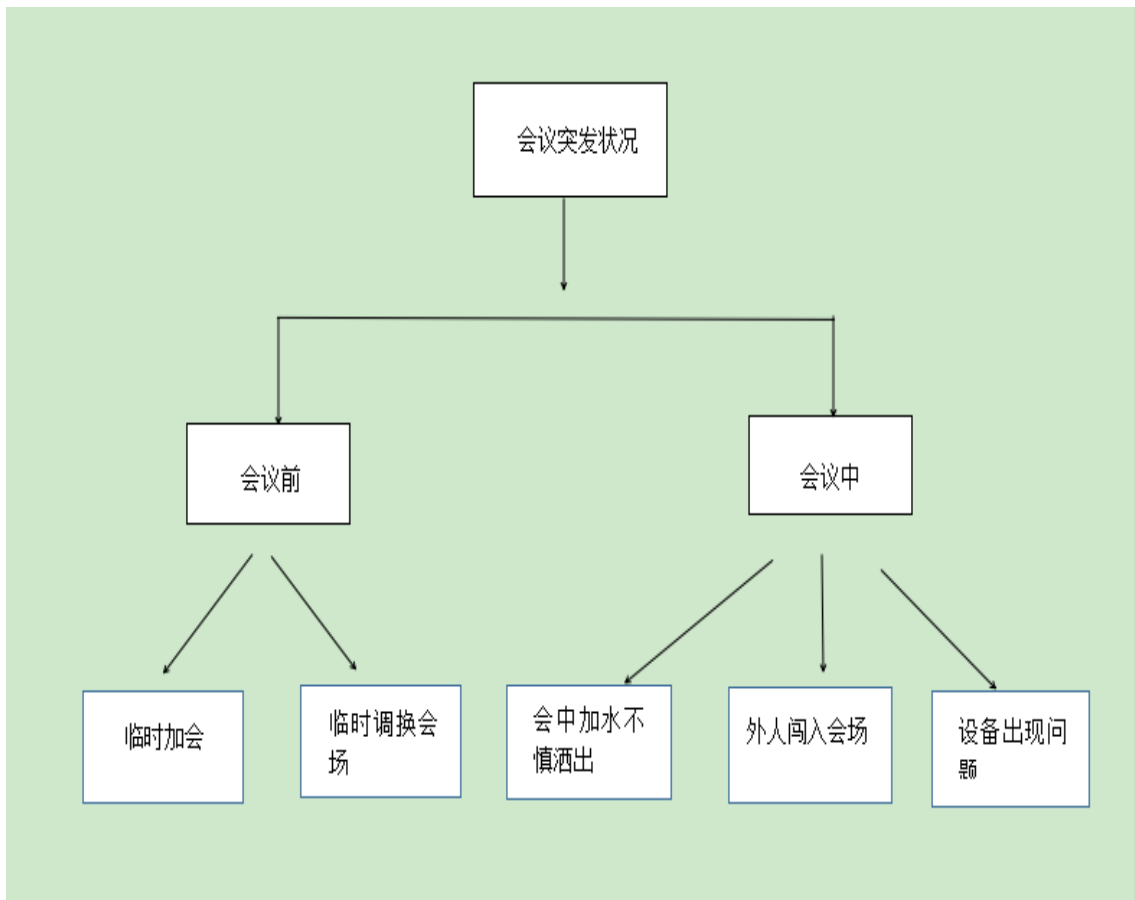 会议突发状况
会议前
会议中
临时加会
临时调换会
场
会中加水不
慎洒出
外人闯入会场
设备出现问
题